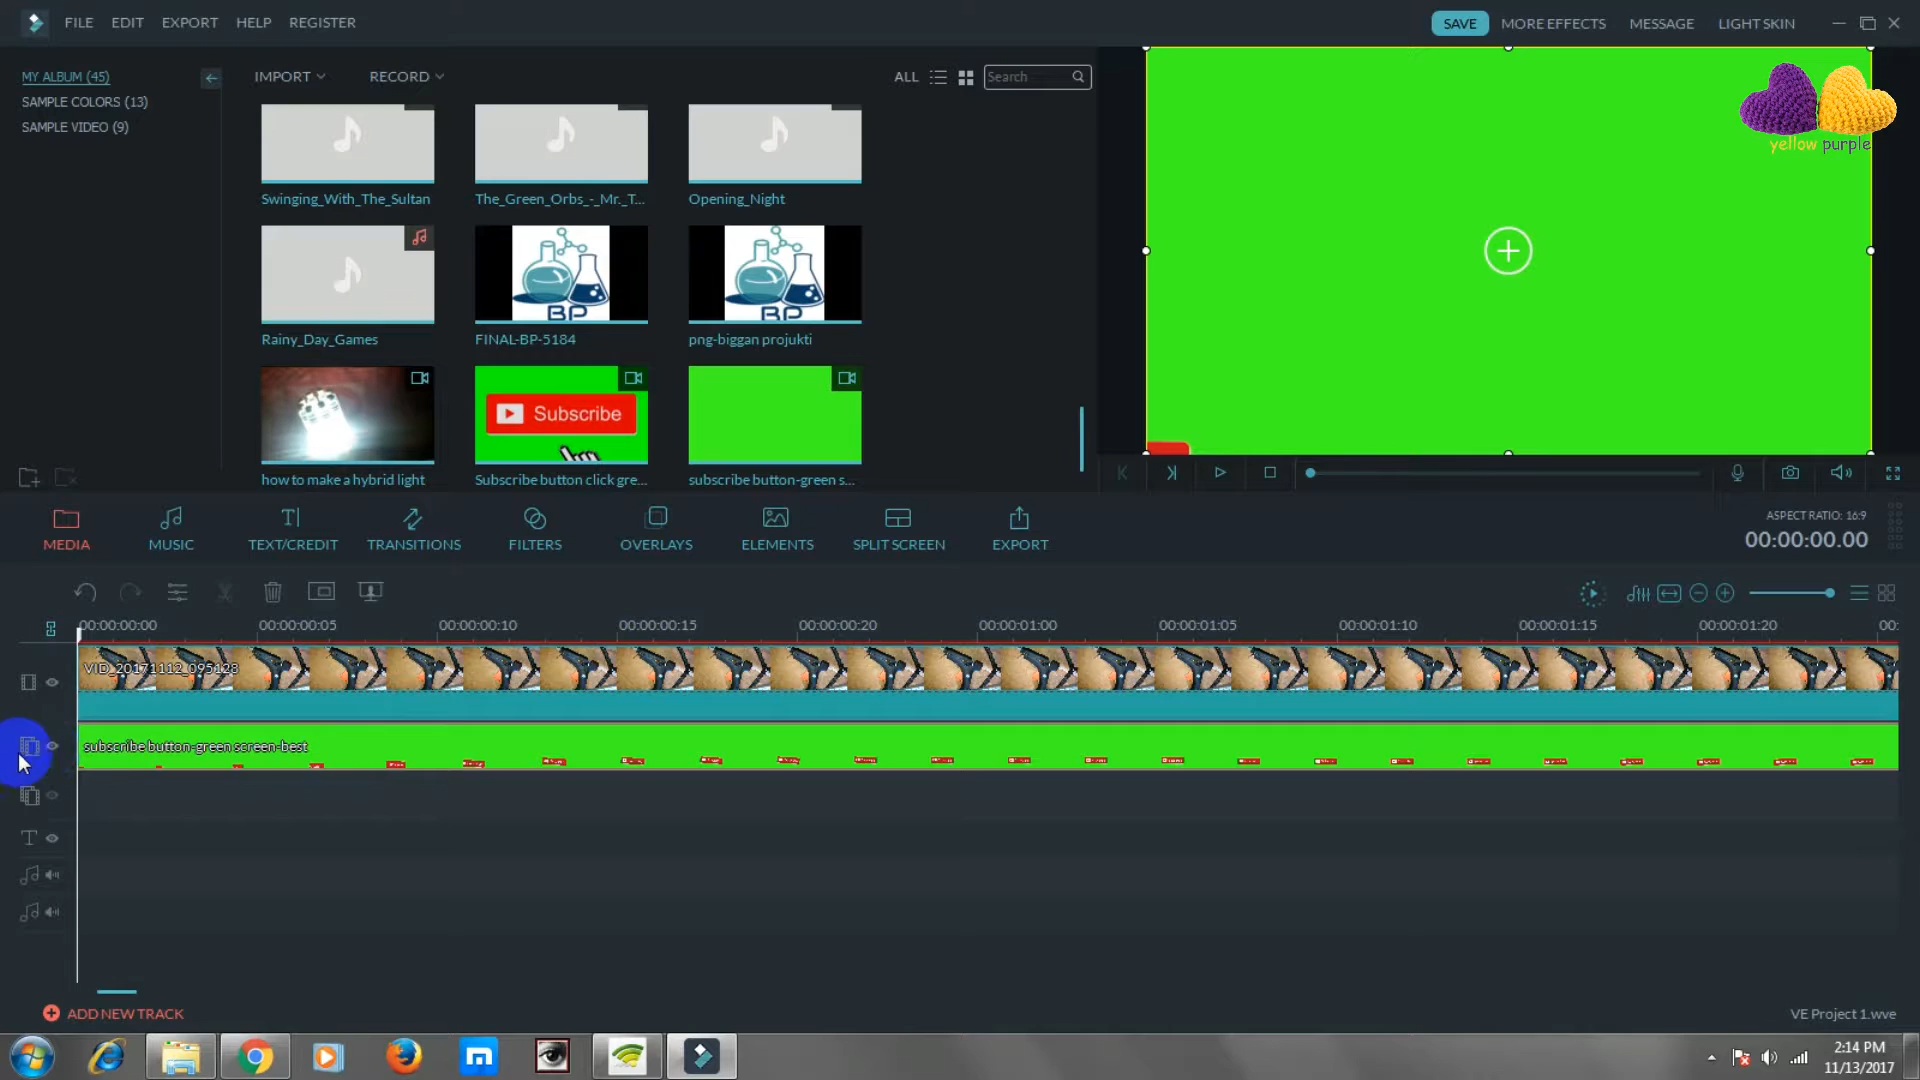 FILE EDIT EXPORT HELP REGISTER
SAVE MORE EFFECTS MESSAGE LIGHT SKIN
MY ALBUM (45)
SAMPLE COLORS (13)
SAMPLE VIDEO (9)
IMPORT RECORD
ALL Search
Swinging_With_The_Sultan
The_Green_Orbs_-_Mr._T...
Opening_Night
BP
BP
Rainy_Day_Games
FINAL-BP-5184
png-biggan projukti
Subscribe
how to make a hybrid light
Subscribe button click gre...
subscribe button-green s...
yellow purple
MEDIA
MUSIC
TEXT/CREDIT
TRANSITIONS
FILTERS
OVERLAYS
ELEMENTS
SPLIT SCREEN
EXPORT
ASPECT RATIO: 16:9
00:00:00.00
00:00:00:00 00:00:00:05 00:00:00:10 00:00:00:15 00:00:00:20 00:00:01:00 00:00:01:05 00:00:01:10 00:00:01:15 00:00:01:20 00:
VID_20171112_095128
subscribe button-green screen-best
ADD NEW TRACK
VE Project 1.wve
2:14 PM
11/13/2017